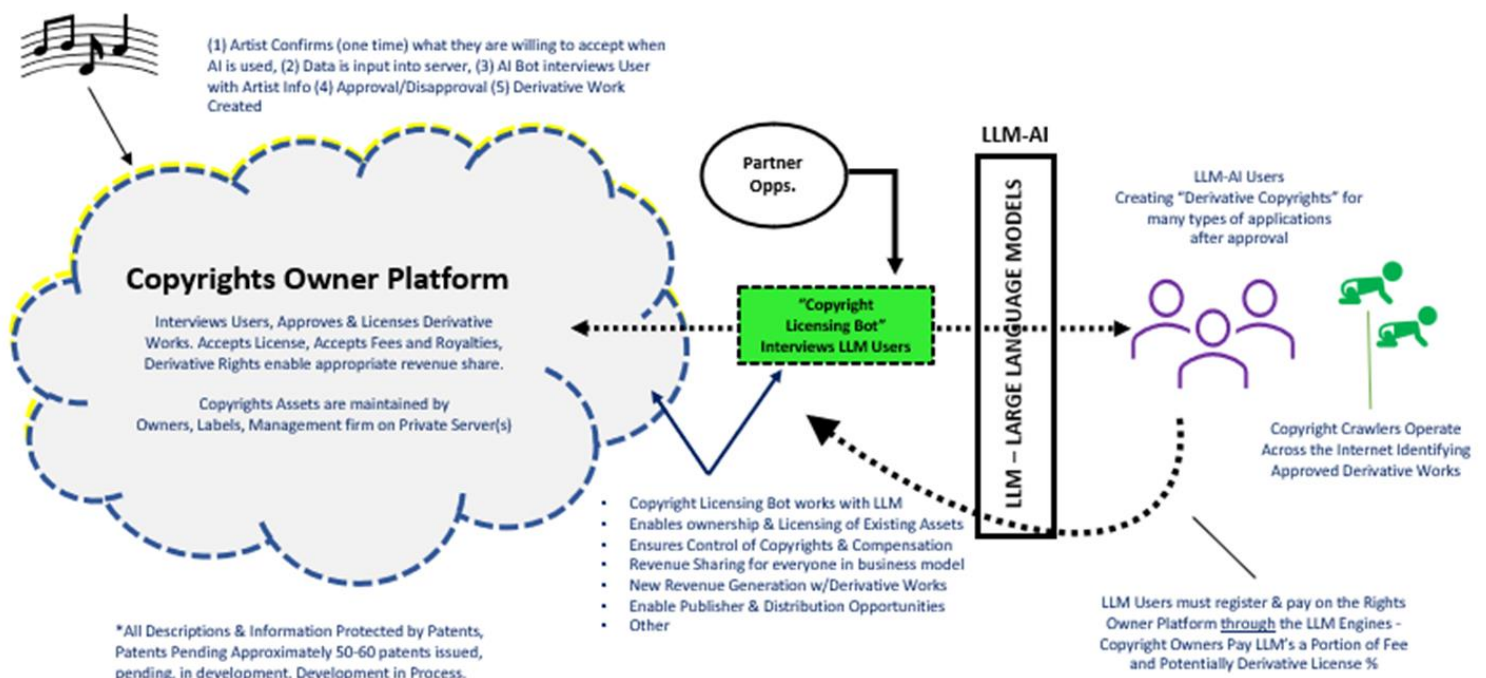 (1) Artist Confirms (one time) what they are willing to accept when
AI is used, (2) Data is input into server, (3) AI Bot interviews User
with Artist Info (4) Approval/Disapproval (5) Derivative Work
Created
Copyrights Owner Platform
Interviews Users, Approves & Licenses Derivative
Works. Accepts License, Accepts Fees and Royalties,
Derivative Rights enable appropriate revenue share.
Copyrights Assets are maintained by
Owners, Labels, Management firm on Private Server(s)
*All Descriptions & Information Protected by Patents,
Patents Pending Approximately 50-60 patents issued,
pending, in development. Development in Process.
Partner
Opps.
"Copyright
Licensing Bot"
Interviews LLM Users
▪ Copyright Licensing Bot works with LLM
▪ Enables ownership & Licensing of Existing Assets
▪ Ensures Control of Copyrights & Compensation
▪ Revenue Sharing for everyone in business model
▪ New Revenue Generation w/Derivative Works
▪ Enable Publisher & Distribution Opportunities
▪ Other
LLM-AI
LLM – LARGE LANGUAGE MODELS
LLM-AI Users
Creating "Derivative Copyrights" for
many types of applications
after approval
Copyright Crawlers Operate
Across the Internet Identifying
Approved Derivative Works
LLM Users must register & pay on the Rights
Owner Platform through the LLM Engines -
Copyright Owners Pay LLM's a Portion of Fee
and Potentially Derivative License %